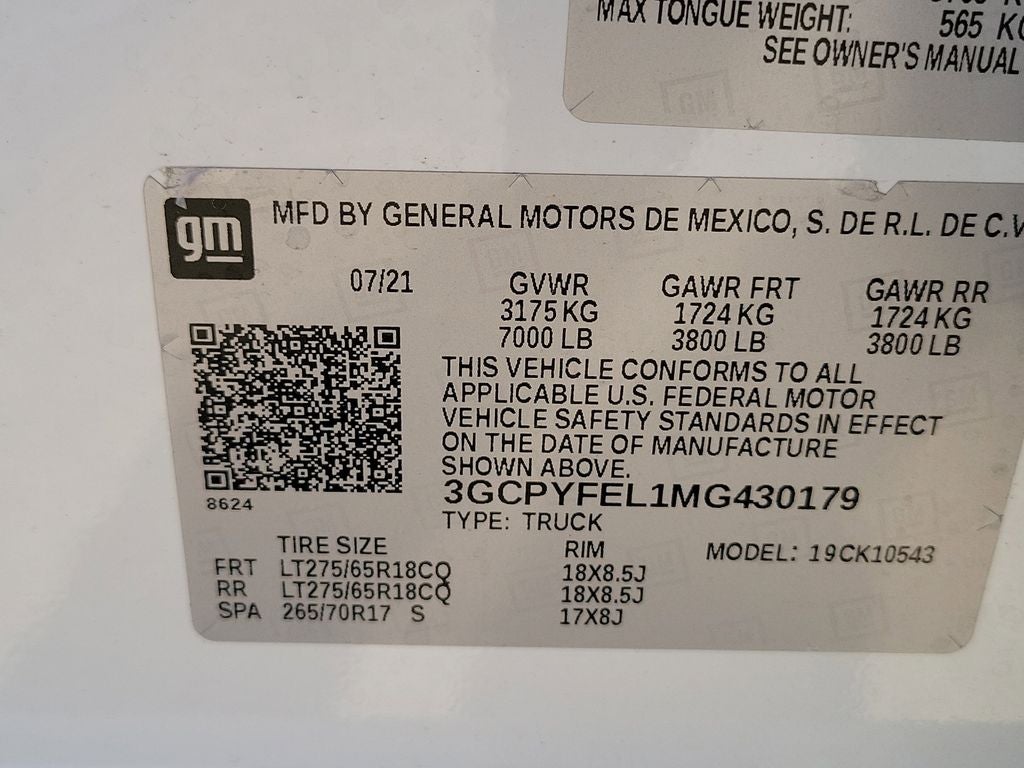 MAX TONGUE WEIGHT: 565 KG
SEE OWNER'S MANUAL
gm
MFD BY GENERAL MOTORS DE MEXICO, S. DE R.L. DE C.V
07/21 GVWR GAWR FRT GAWR RR
3175 KG 1724 KG 1724 KG
7000 LB 3800 LB 3800 LB
THIS VEHICLE CONFORMS TO ALL
APPLICABLE U.S. FEDERAL MOTOR
VEHICLE SAFETY STANDARDS IN EFFECT
ON THE DATE OF MANUFACTURE
SHOWN ABOVE.
8624
3GCPYFEL1MG430179
TYPE: TRUCK
TIRE SIZE RIM MODEL: 19CK10543
FRT LT275/65R18CQ 18X8.5J
RR LT275/65R18CQ 18X8.5J
SPA 265/70R17 S 17X8J